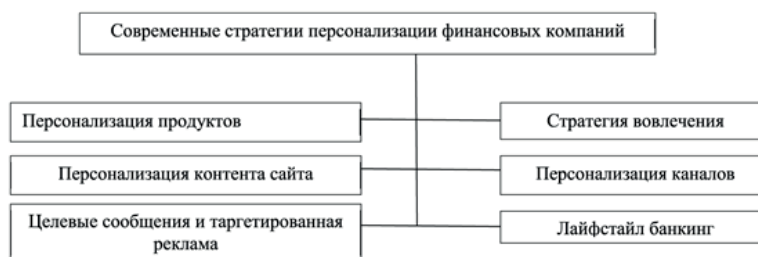 Современные стратегии персонализации финансовых компаний
Персонализация продуктов
Стратегия вовлечения
Персонализация контента сайта
Персонализация каналов
Целевые сообщения и таргетированная
реклама
Лайфстайл банкинг